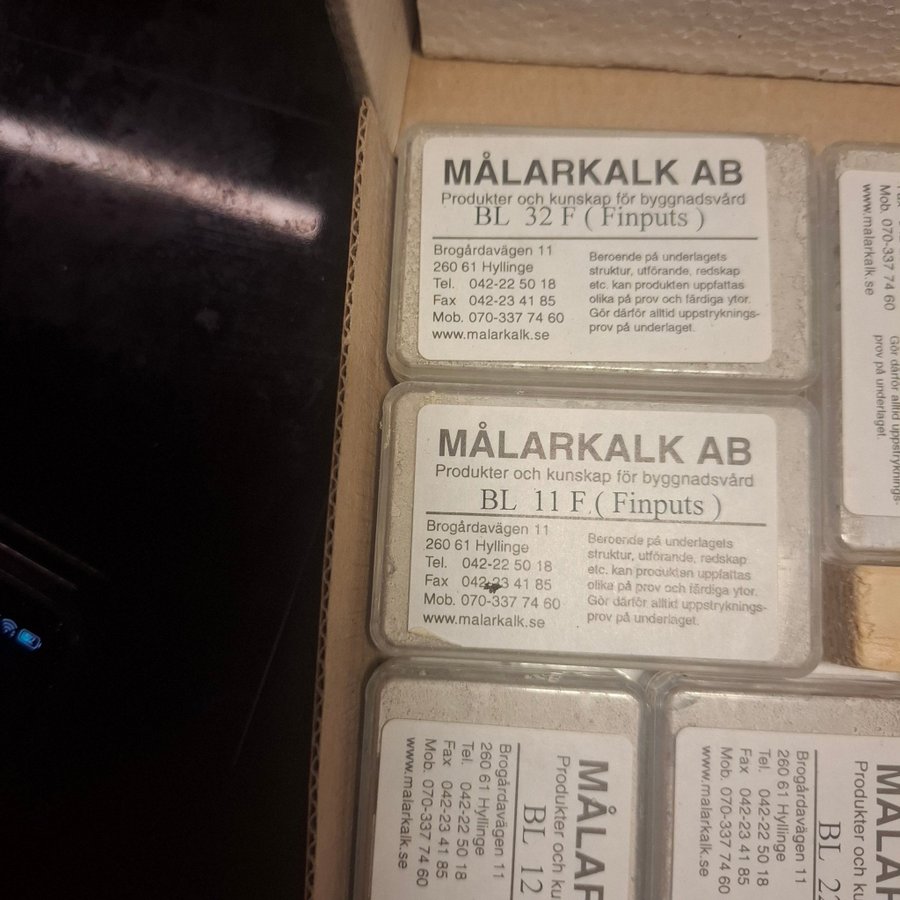 MÅLARKALK AB
Produkter och kunskap för byggnadsvård
BL 32 F ( Finputs )
Brogårdavägen 11
260 61 Hyllinge
Tel. 042-22 50 18
Fax 042-23 41 85
Mob. 070-337 74 60
www.malarkalk.se
Beroende på underlagets
struktur, utförande, redskap
etc. kan produkten uppfattas
olika på prov och färdiga ytor.
Gör därför alltid uppstryknings-
prov på underlaget.
Mob. 070-337 74 60
www.malarkalk.se
Gör därför alltid uppstryknings-
prov på underlaget.
MÅLARKALK AB
Produkter och kunskap för byggnadsvård
BL 11 F ( Finputs )
Brogårdavägen 11
260 61 Hyllinge
Tel. 042-22 50 18
Fax 042-23 41 85
Mob. 070-337 74 60
www.malarkalk.se
Beroende på underlagets
struktur, utförande, redskap
etc. kan produkten uppfattas
olika på prov och färdiga ytor.
Gör därför alltid uppstryknings-
prov på underlaget.
MÅLAR
Produkter och ku
BL 12
Brogårdavägen 11
260 61 Hyllinge
Tel. 042-22 50 18
Fax 042-23 41 85
Mob. 070-337 74 60
www.malarkalk.se
MÅLAR
Produkter och k
BL 22
Brogårdavägen 11
260 61 Hyllinge
Tel. 042-22 50 18
Fax 042-23 41 85
Mob. 070-337 74 60
www.malarkalk.se